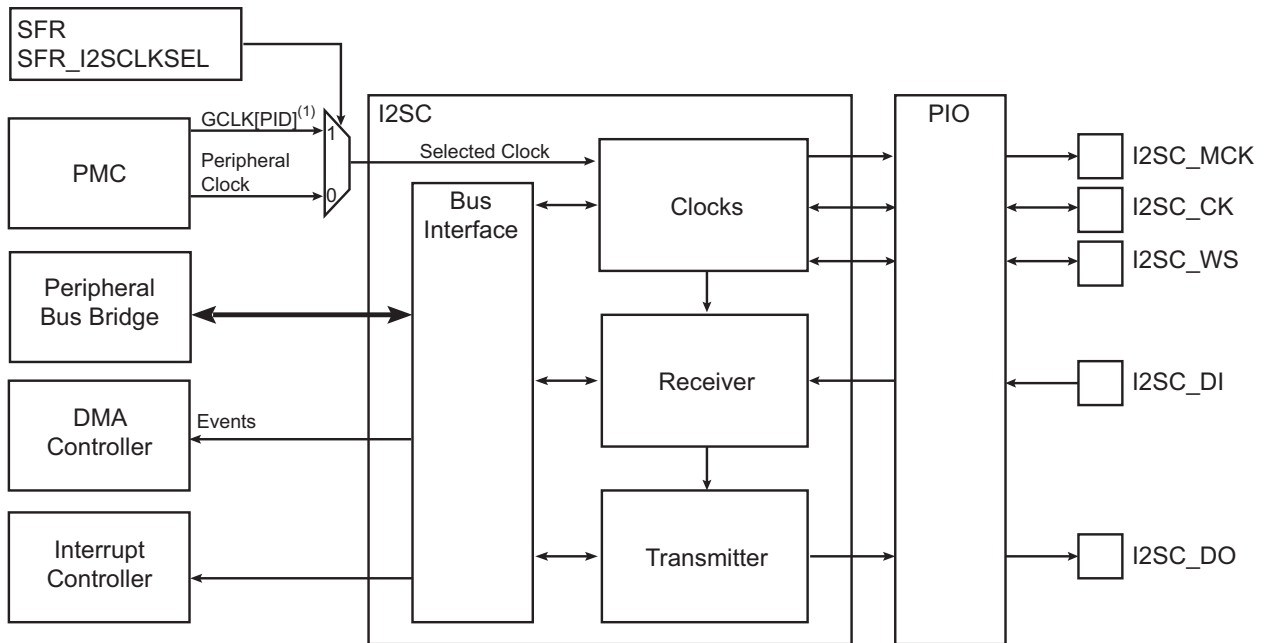 SFR
SFR_I2SCLKSEL
PMC
GCLK[PID](1)
Peripheral
Clock
1
0
Selected Clock
I2SC
PIO
Bus
Interface
Clocks
I2SC_MCK
I2SC_CK
I2SC_WS
Peripheral
Bus Bridge
Receiver
I2SC_DI
DMA
Controller
Events
Interrupt
Controller
Transmitter
I2SC_DO